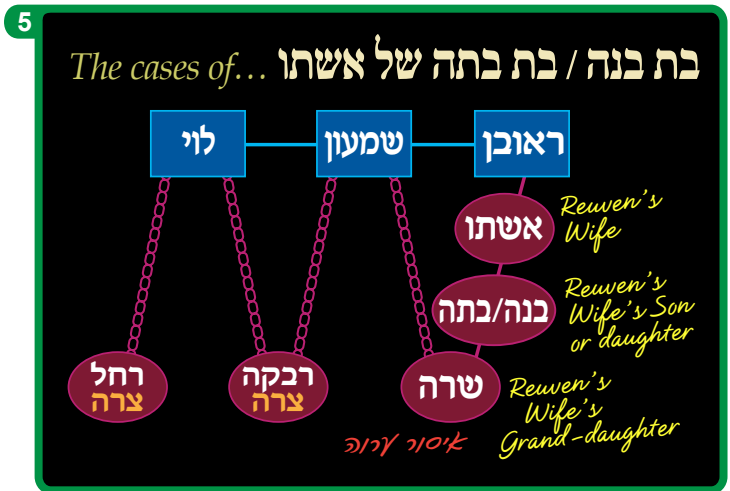 5
The cases of... בת בנה / בת בתה של אשתו
ראובן
שמעון
לוי
אשתו
Reuven's
Wife
בנה/בתה
Reuven's
Wife's Son
or daughter
שרה
Reuven's
Wife's
Grand-daughter
איסור ערוה
רבקה
צרה
רחל
צרה